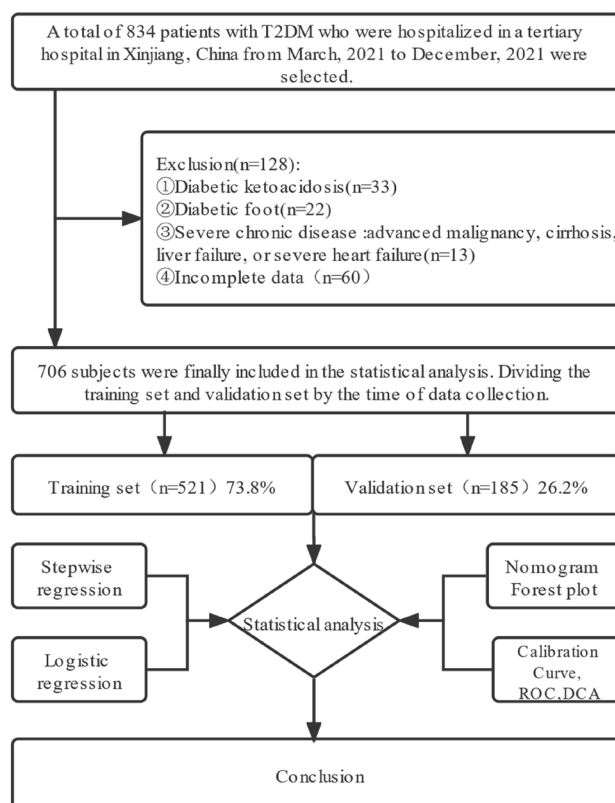 A total of 834 patients with T2DM who were hospitalized in a tertiary
hospital in Xinjiang, China from March, 2021 to December, 2021 were
selected.
Exclusion(n=128):
①Diabetic ketoacidosis(n=33)
②Diabetic foot(n=22)
③Severe chronic disease :advanced malignancy, cirrhosis,
liver failure, or severe heart failure(n=13)
④Incomplete data（n=60）
706 subjects were finally included in the statistical analysis. Dividing the
training set and validation set by the time of data collection.
Training set（n=521）73.8%
Validation set（n=185）26.2%
Stepwise
regression
Nomogram
Forest plot
Statistical analysis
Logistic
regression
Calibration
Curve,
ROC,DCA
Conclusion